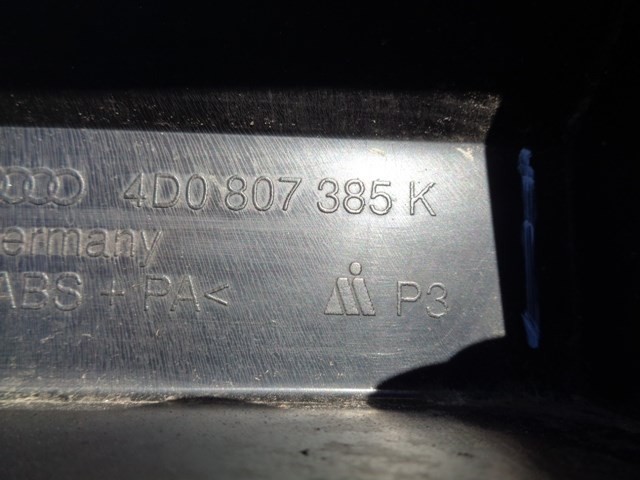 4D0 807 385 K
ermany
ABS + PA<
P3